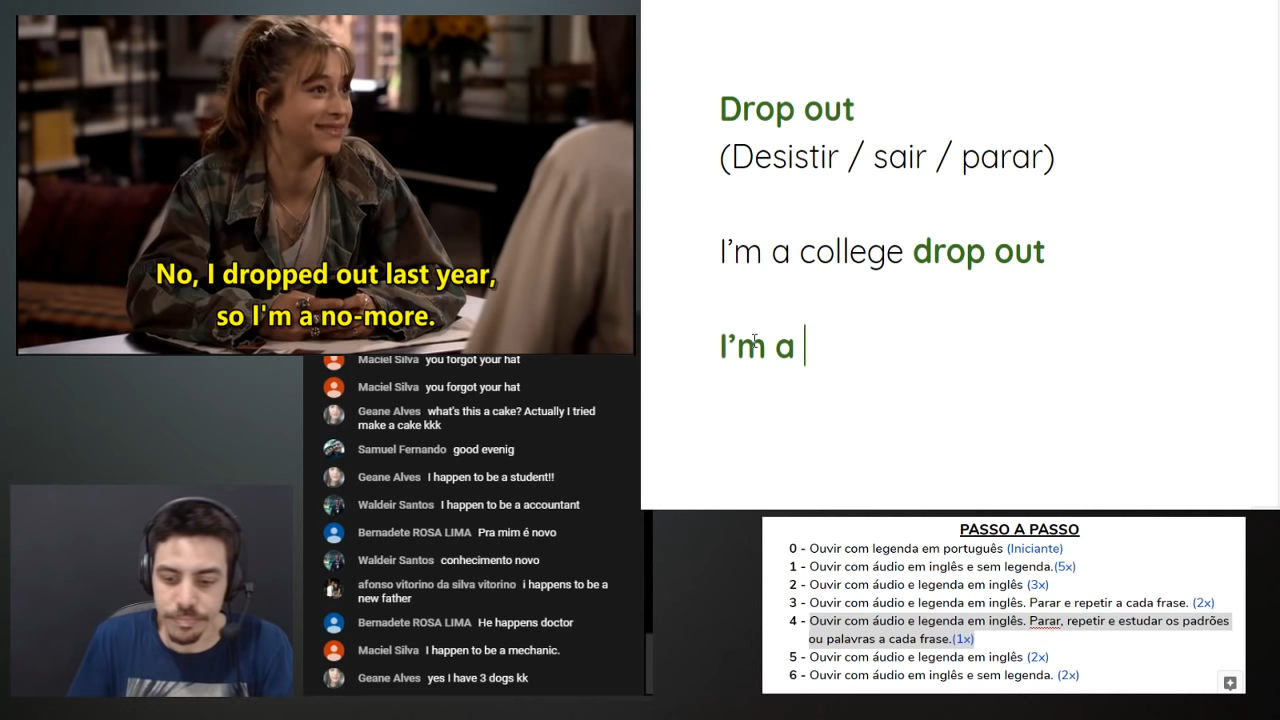 No, I dropped out last year,
so I'm a no-more.
Drop out
(Desistir / sair / parar)
I'm a college drop out
I'm a
Maciel Silva you forgot your hat
Maciel Silva you forgot your hat
Geane Alves what's this a cake? Actually I tried
make a cake kkk
Samuel Fernando good evenig
Geane Alves I happen to be a student!!
Waldeir Santos I happen to be a accountant
Bernadete ROSA LIMA Pra mim é novo
Waldeir Santos conhecimento novo
afonso vitorino da silva vitorino i happens to be a
new father
Bernadete ROSA LIMA He happens doctor
Maciel Silva I happen to be a mechanic.
Geane Alves yes I have 3 dogs kk
PASSO A PASSO
0 - Ouvir com legenda em português (Iniciante)
1 - Ouvir com áudio em inglês e sem legenda.(5x)
2 - Ouvir com áudio e legenda em inglês (3x)
3 - Ouvir com áudio e legenda em inglês. Parar e repetir a cada frase. (2x)
4 - Ouvir com áudio e legenda em inglês. Parar, repetir e estudar os padrões
ou palavras a cada frase.(1x)
5 - Ouvir com áudio e legenda em inglês (2x)
6 - Ouvir com áudio em inglês e sem legenda. (2x)